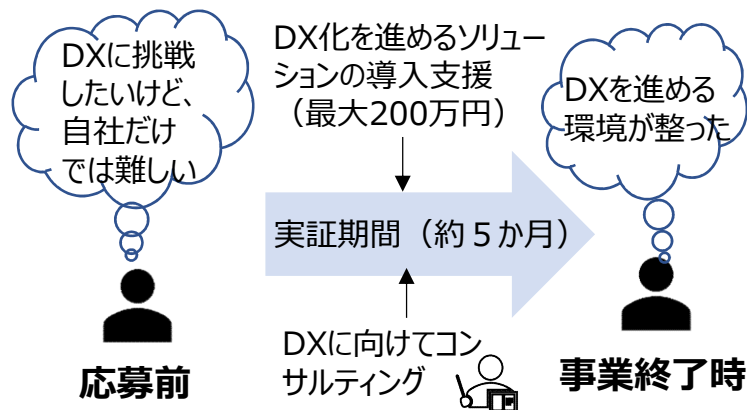 DXに挑戦
したいけど、
自社だけ
では難しい
応募前
DX化を進めるソリュー
ションの導入支援
（最大200万円）
実証期間（約５か月）
DXに向けてコン
サルティング
DXを進める
環境が整った
事業終了時